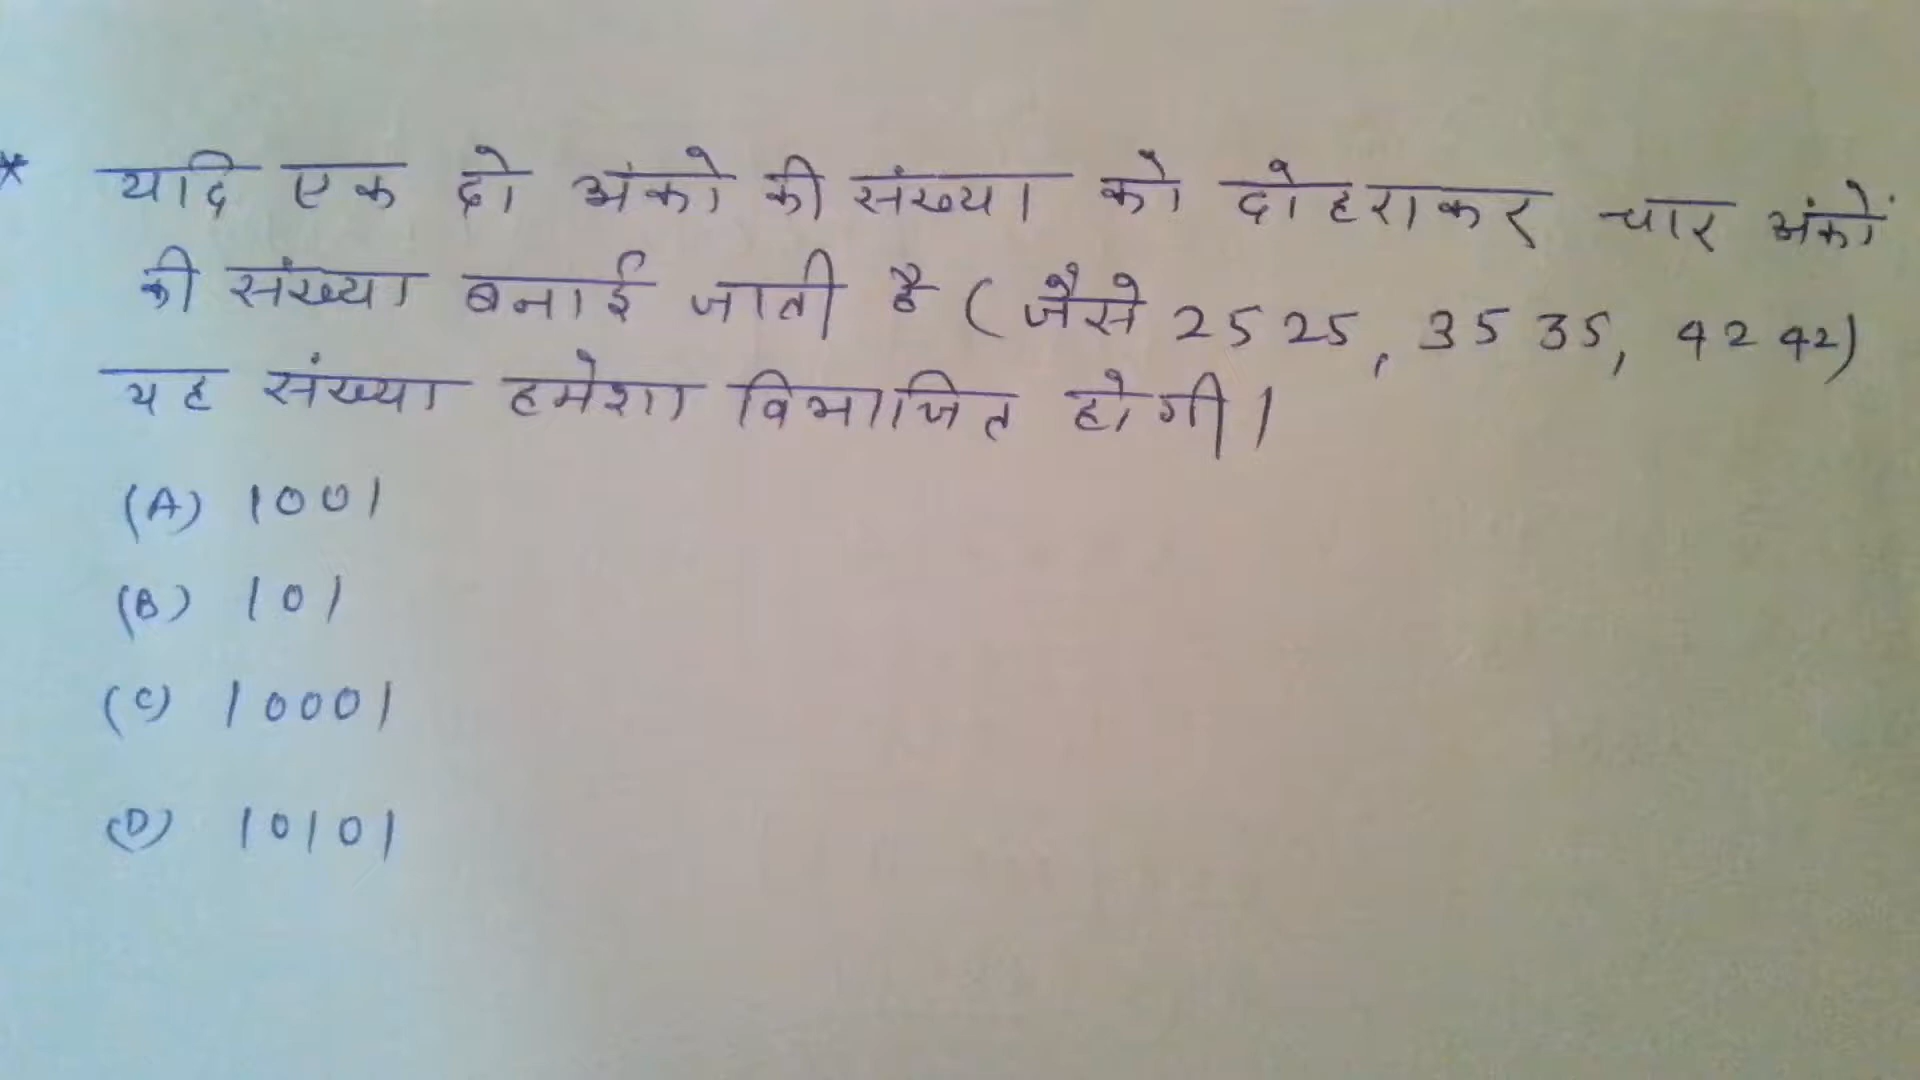 * यदि एक दो अंको की संख्या को दोहराकर चार अंकों
की संख्या बनाई जाती है (जैसे 2525, 3535, 4242)
यह संख्या हमेशा विभाजित होगी।
(A) 1001
(B) 101
(C) 10001
(D) 10101